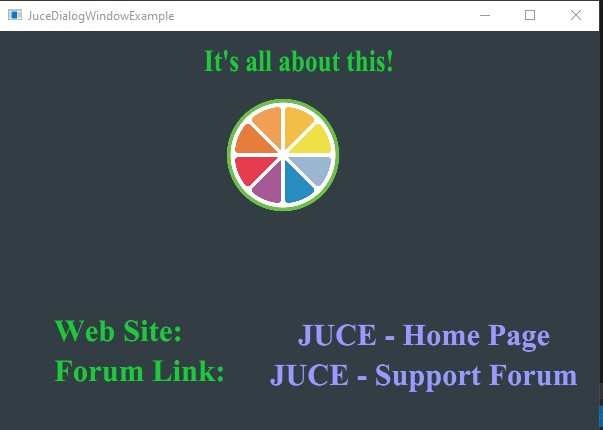 JuceDialogWindowExample
It's all about this!
Web Site: JUCE - Home Page
Forum Link: JUCE - Support Forum